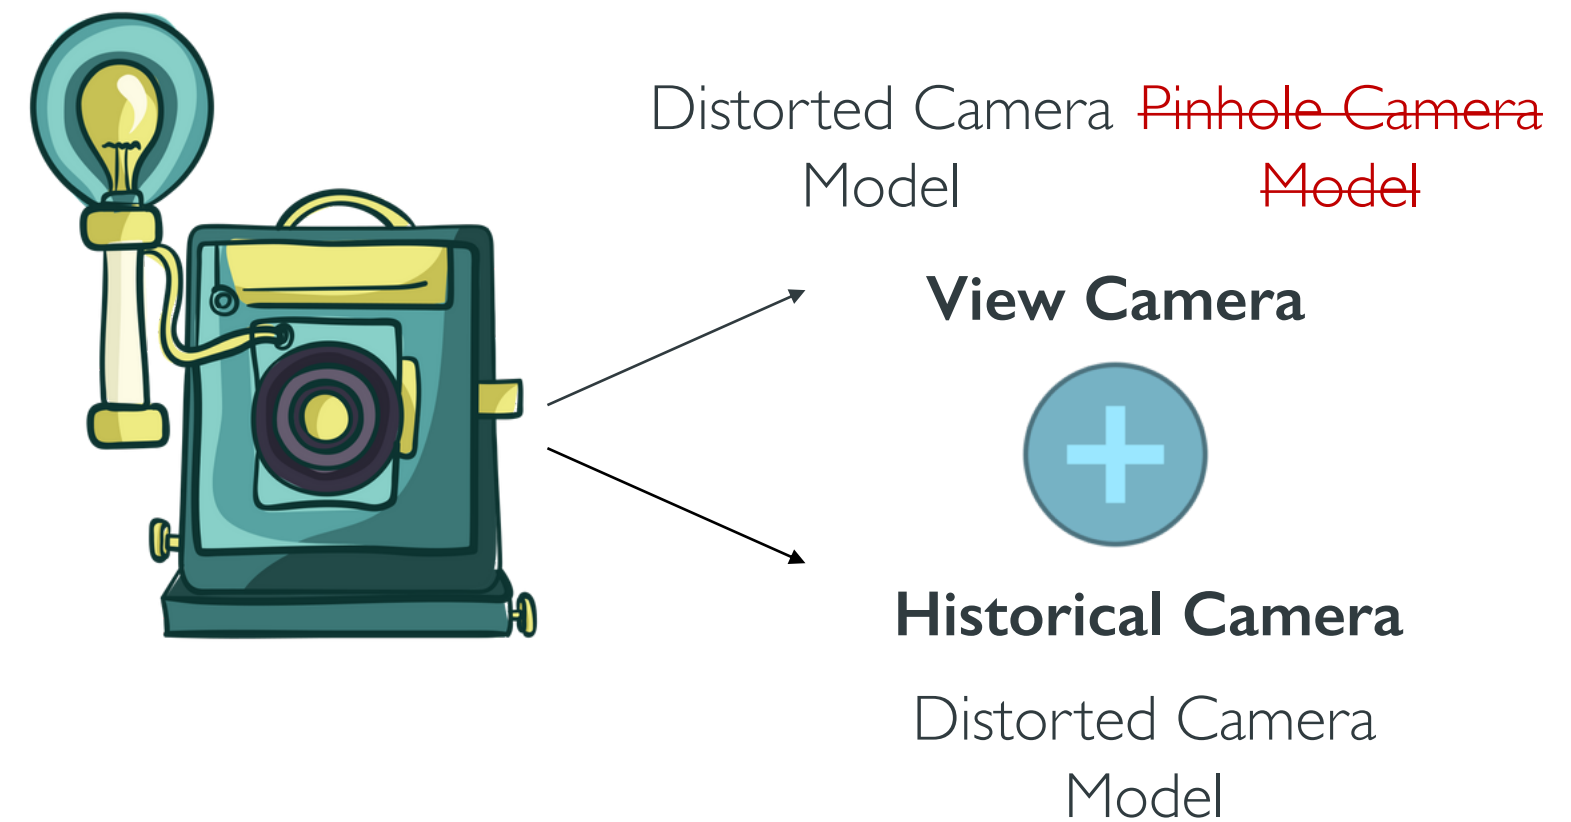 Distorted Camera
Model
Pinhole Camera
Model
View Camera
Historical Camera
Distorted Camera
Model